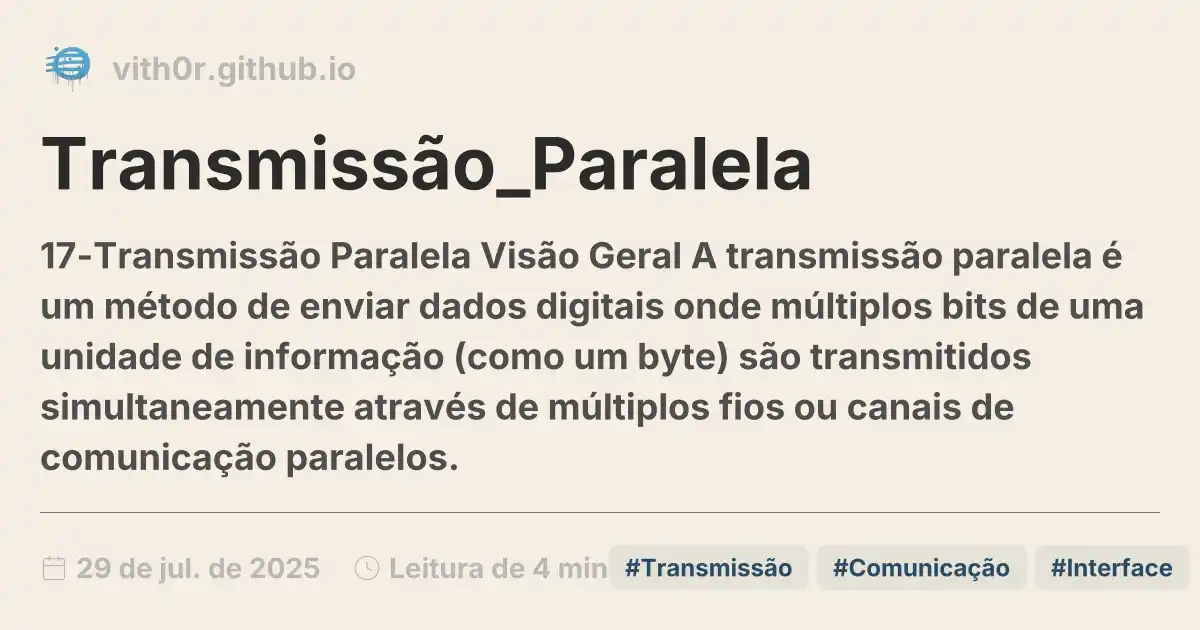 vith0r.github.io
Transmissão_Paralela
17-Transmissão Paralela Visão Geral A transmissão paralela é
um método de enviar dados digitais onde múltiplos bits de uma
unidade de informação (como um byte) são transmitidos
simultaneamente através de múltiplos fios ou canais de
comunicação paralelos.
29 de jul. de 2025 Leitura de 4 min #Transmissão #Comunicação #Interface